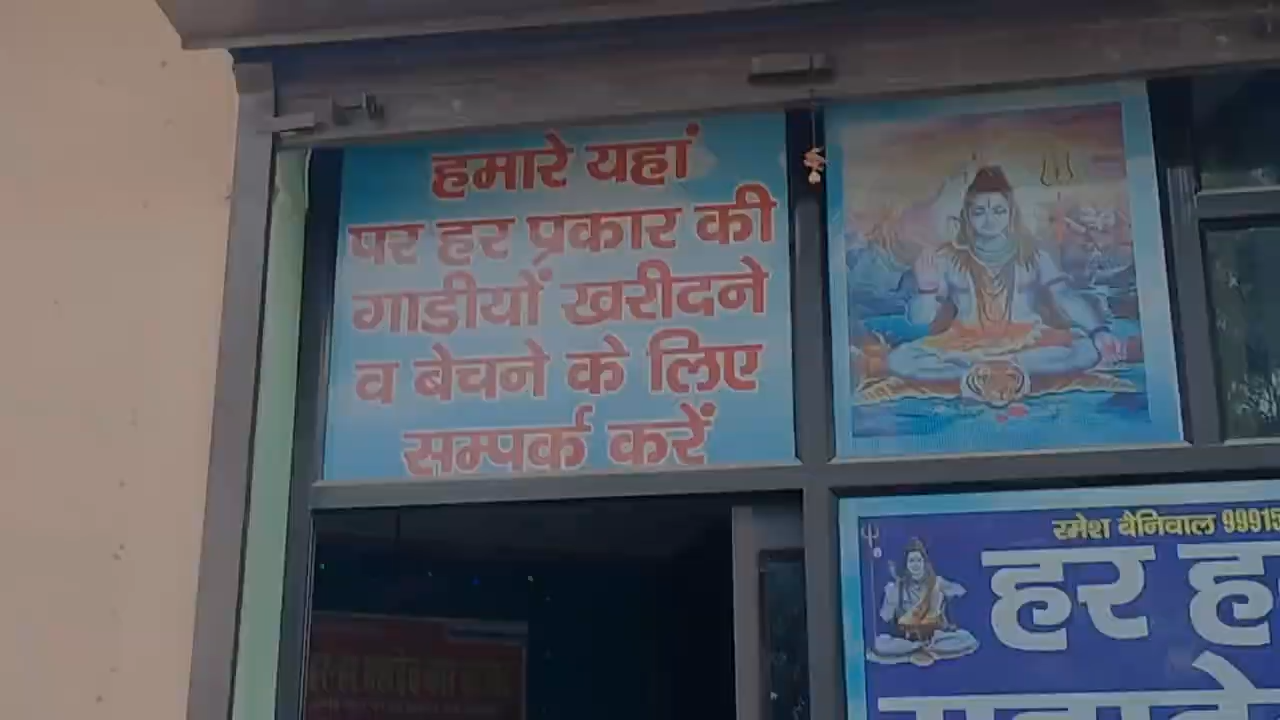 हमारे यहां
पर हर प्रकार की
गाडीयों खरीदने
व बेचने के लिए
सम्पर्क करें
रमेश बैनिवाल 99915
हर ह